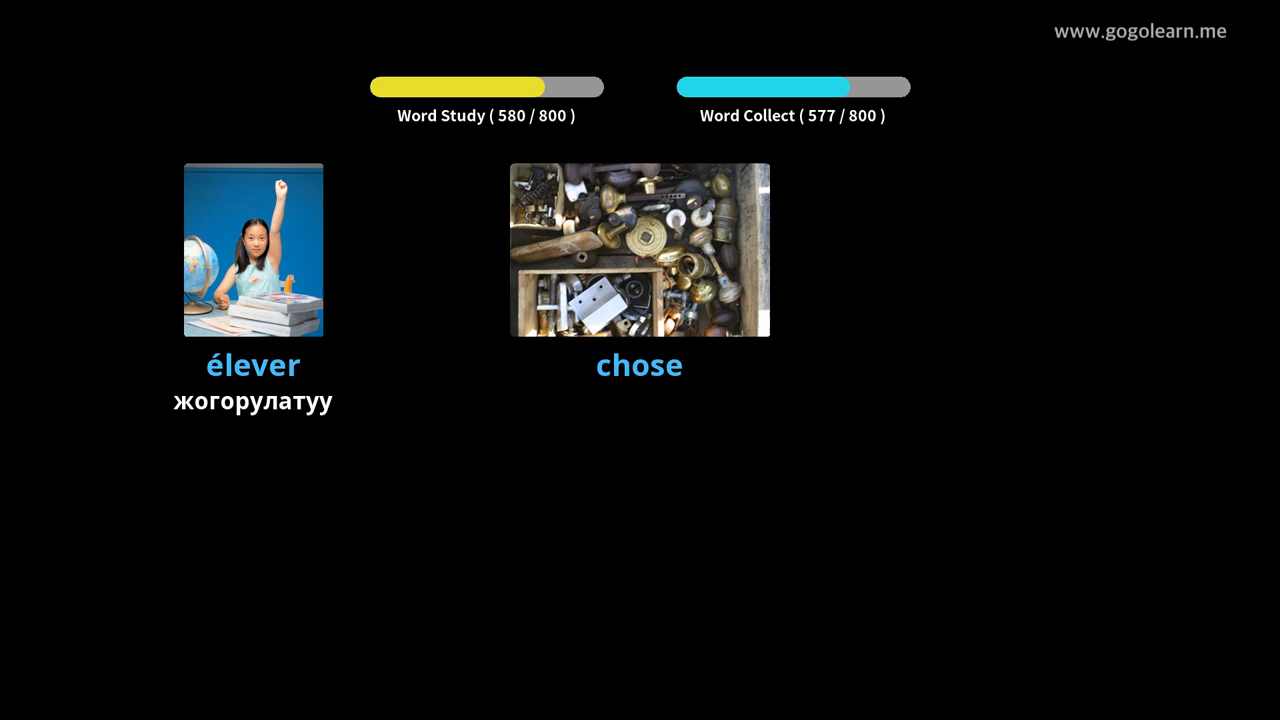 www.gogolearn.me
Word Study ( 580 / 800 )
Word Collect ( 577 / 800 )
élever
жогорулатуу
chose